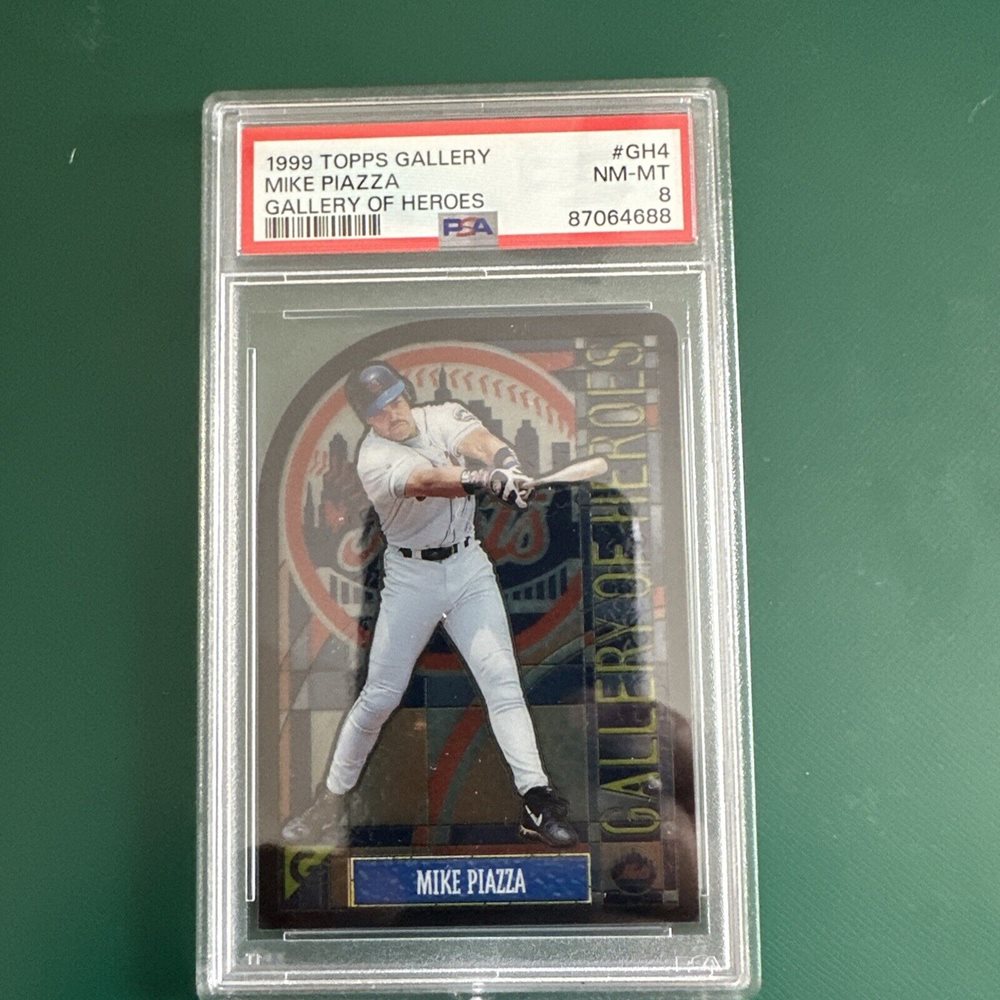 1999 TOPPS GALLERY #GH4
MIKE PIAZZA NM-MT
GALLERY OF HEROES 8
PSA 87064688
GALLERY OF HEROES
MIKE PIAZZA